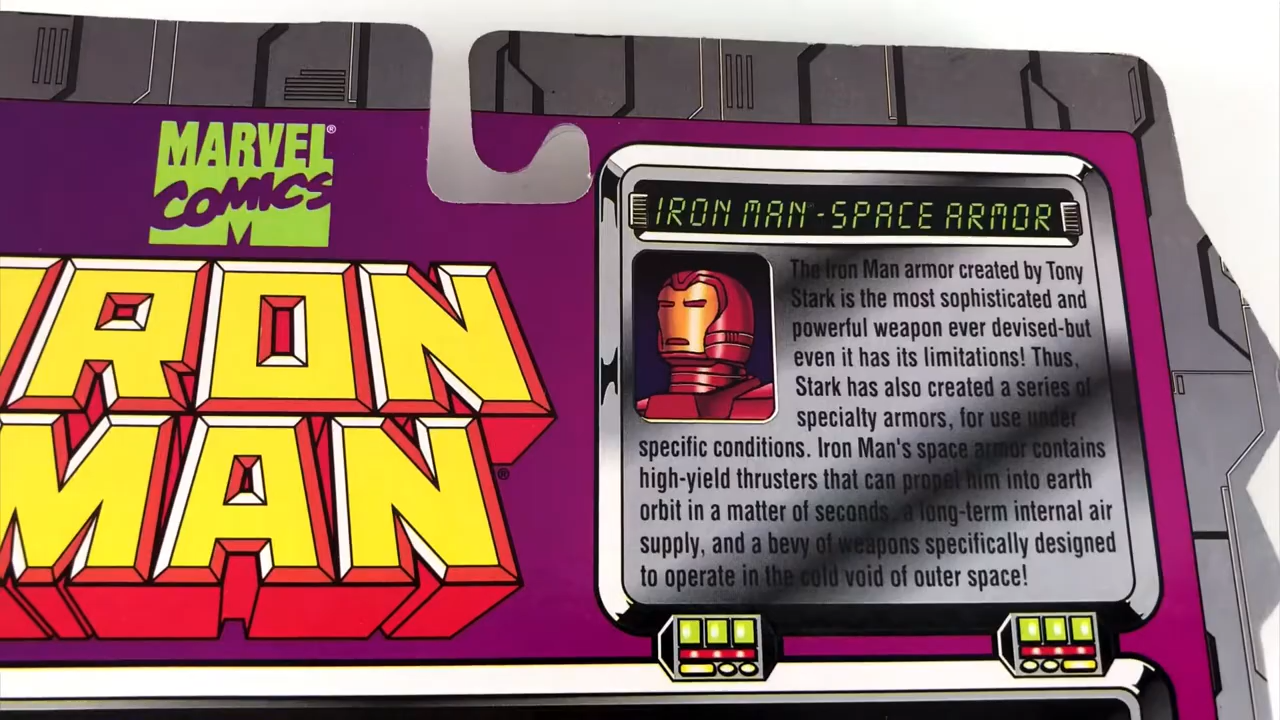 MARVEL®
COMICS
IRON
MAN®
IRON MAN - SPACE ARMOR
The Iron Man armor created by Tony
Stark is the most sophisticated and
powerful weapon ever devised-but
even it has its limitations! Thus,
Stark has also created a series of
specialty armors, for use under
specific conditions. Iron Man's space armor contains
high-yield thrusters that can propel him into earth
orbit in a matter of seconds, a long-term internal air
supply, and a bevy of weapons specifically designed
to operate in the cold void of outer space!